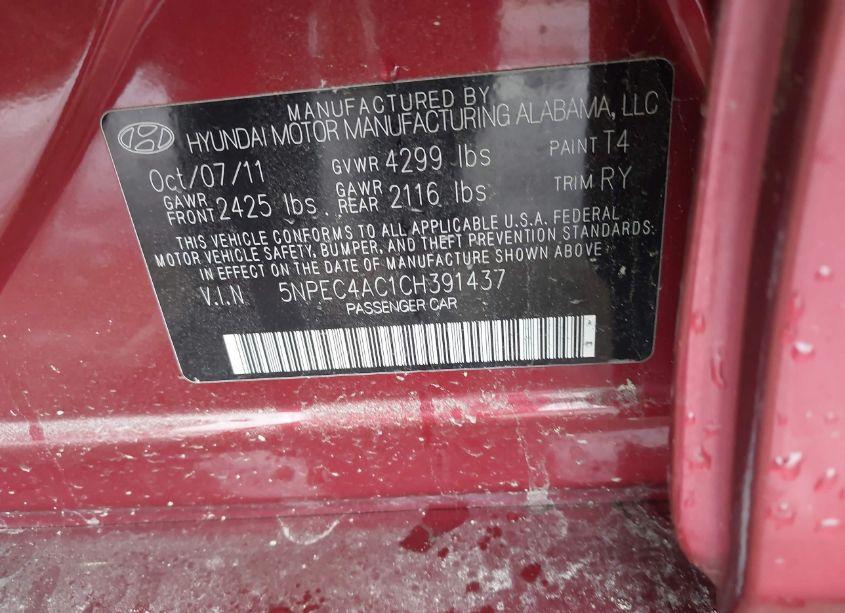 MANUFACTURED BY
HYUNDAI MOTOR MANUFACTURING ALABAMA, LLC
Oct/07/11 GVWR 4299 lbs PAINT T4
GAWR FRONT 2425 lbs GAWR REAR 2116 lbs TRIM RY
THIS VEHICLE CONFORMS TO ALL APPLICABLE U.S.A. FEDERAL
MOTOR VEHICLE SAFETY, BUMPER, AND THEFT PREVENTION STANDARDS
IN EFFECT ON THE DATE OF MANUFACTURE SHOWN ABOVE.
V.I.N 5NPEC4AC1CH391437
PASSENGER CAR